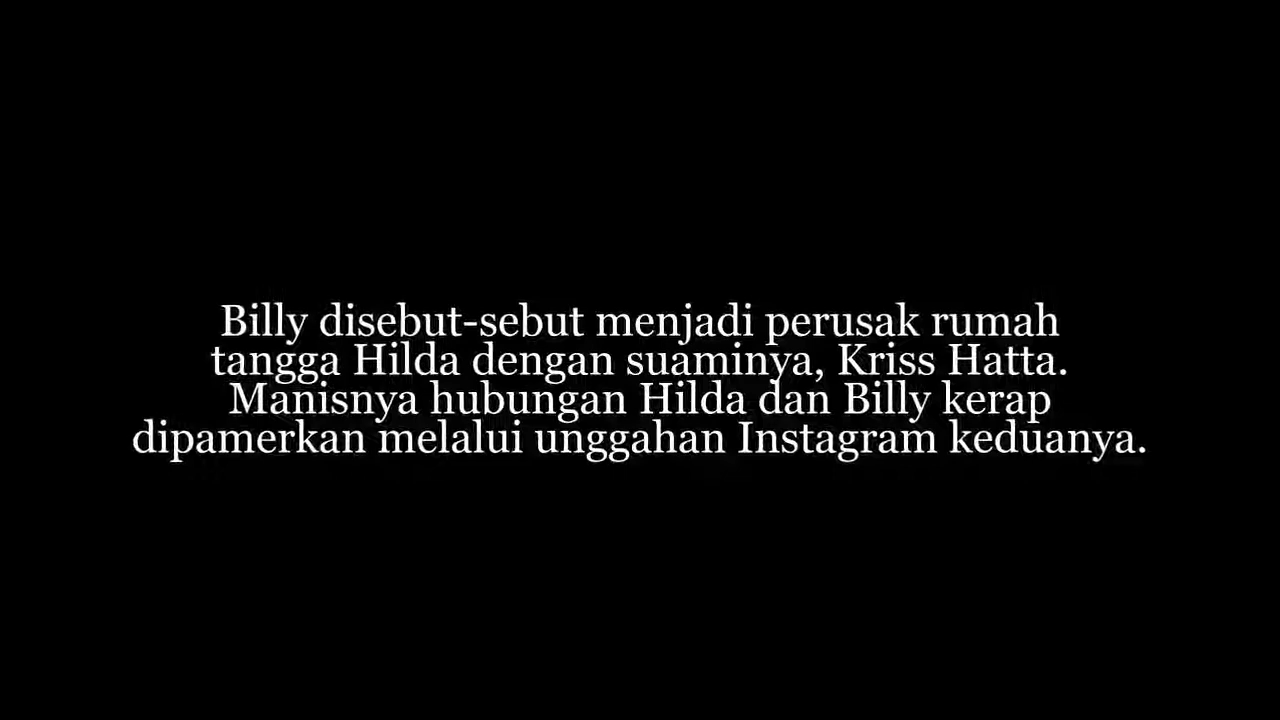 Billy disebut-sebut menjadi perusak rumah
tangga Hilda dengan suaminya, Kriss Hatta.
Manisnya hubungan Hilda dan Billy kerap
dipamerkan melalui unggahan Instagram keduanya.